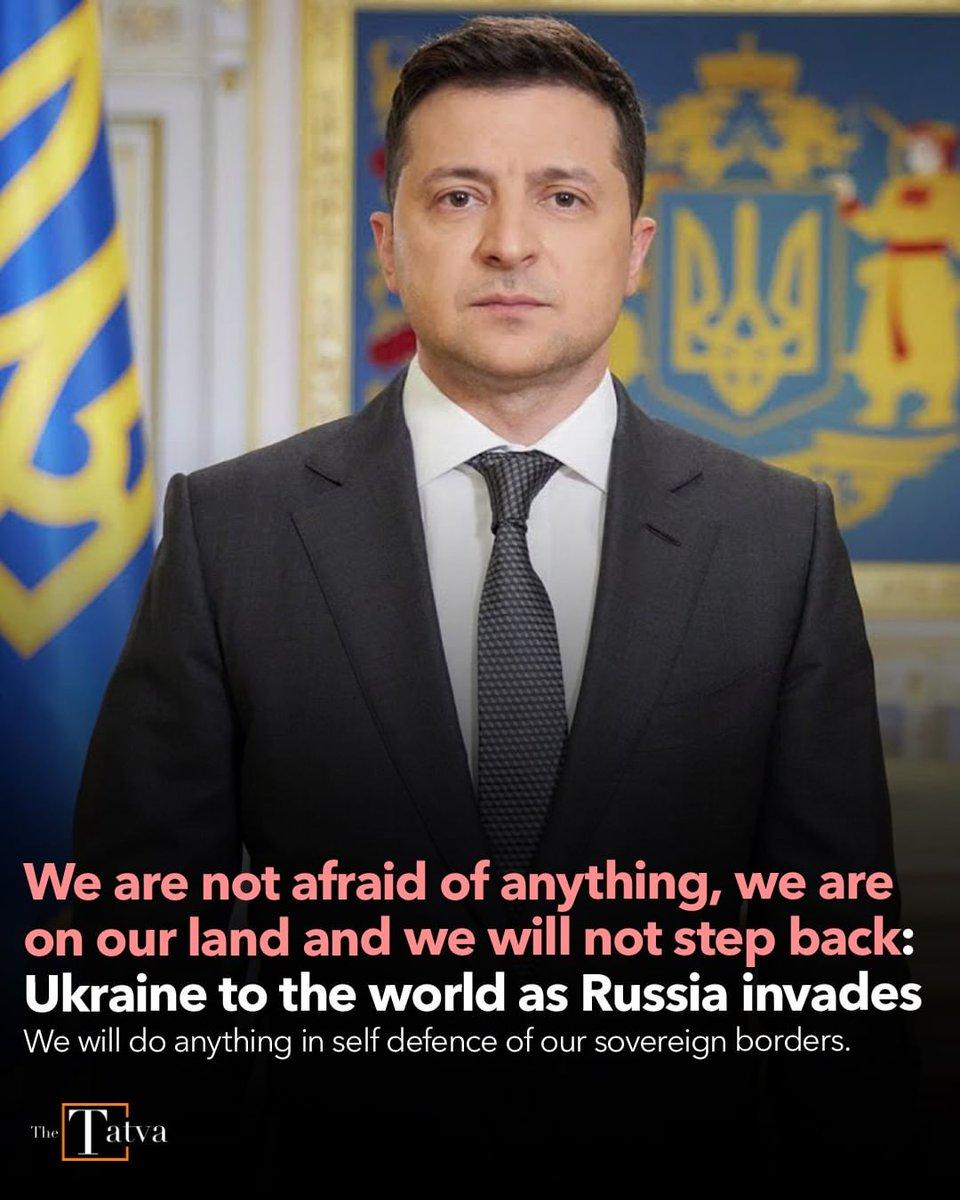 We are not afraid of anything, we are
on our land and we will not step back:
Ukraine to the world as Russia invades
We will do anything in self defence of our sovereign borders.
The Tatva